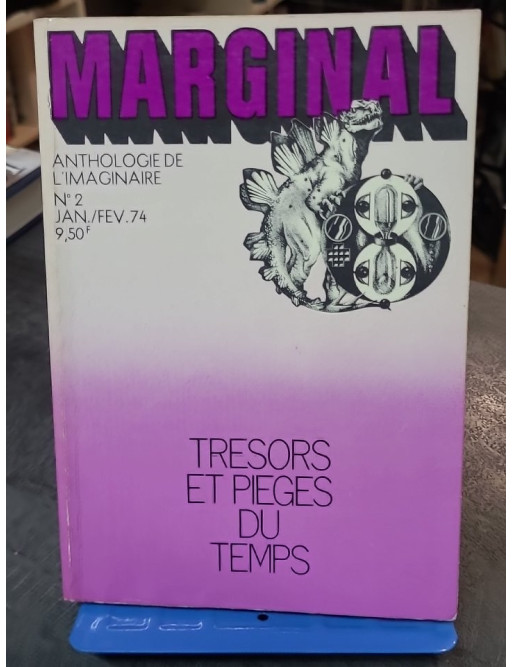 MARGINAL
ANTHOLOGIE DE
L'IMAGINAIRE
N° 2
JAN./FEV. 74
9,50F
TRESORS
ET PIEGES
DU
TEMPS